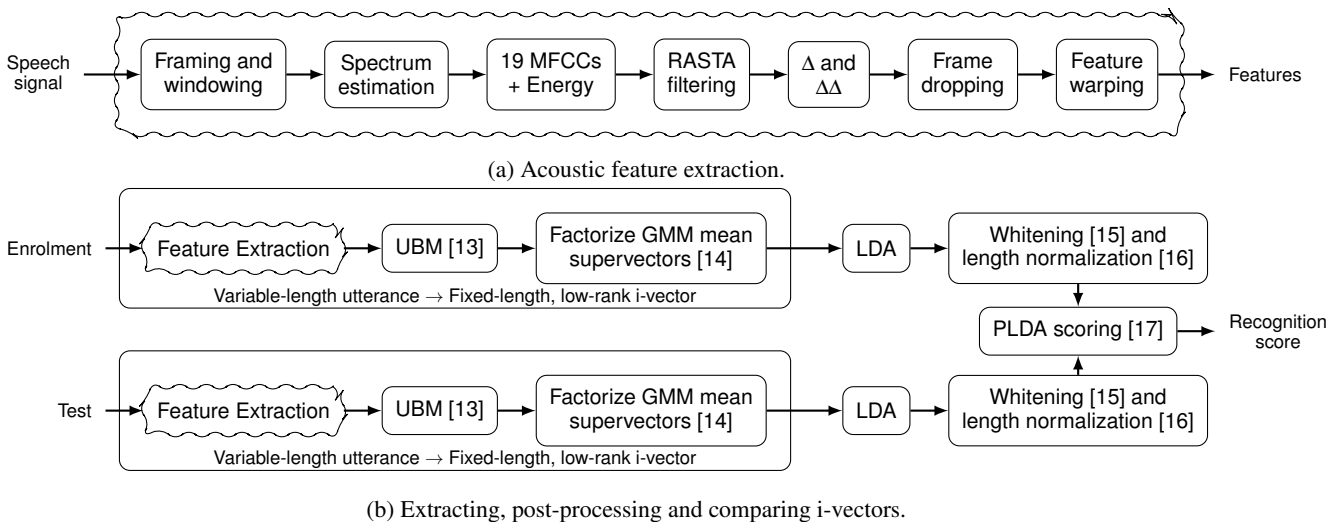 Speech
signal
Framing and
windowing
Spectrum
estimation
19 MFCCs
+ Energy
RASTA
filtering
Δ and
ΔΔ
Frame
dropping
Feature
warping
Features
(a) Acoustic feature extraction.
Enrolment
Feature Extraction
UBM [13]
Factorize GMM mean
supervectors [14]
Variable-length utterance → Fixed-length, low-rank i-vector
LDA
Whitening [15] and
length normalization [16]
PLDA scoring [17]
Recognition
score
Test
Feature Extraction
UBM [13]
Factorize GMM mean
supervectors [14]
Variable-length utterance → Fixed-length, low-rank i-vector
LDA
Whitening [15] and
length normalization [16]
(b) Extracting, post-processing and comparing i-vectors.